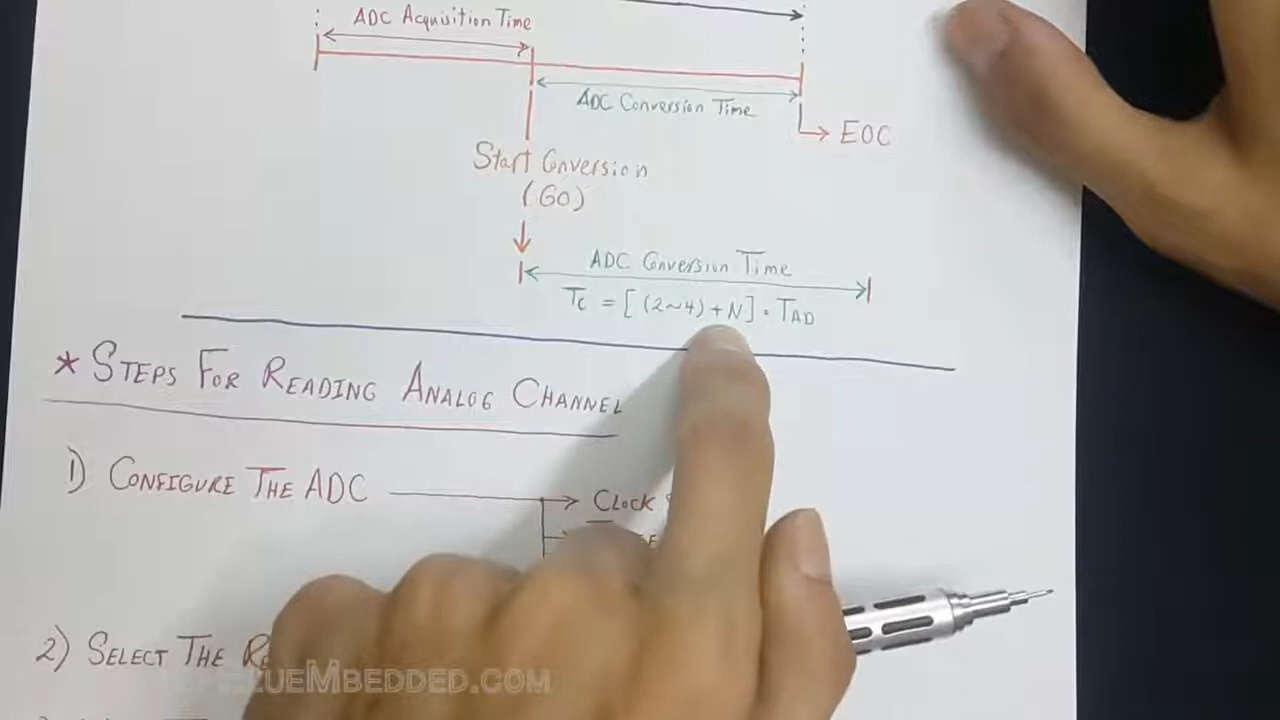 ADC Acquisition Time
ADC Conversion Time
EOC
Start Conversion
(GO)
ADC Conversion Time
Tc = [(2~4)+N] · TAD
* STEPS FOR READING ANALOG CHANNEL
1) CONFIGURE THE ADC
CLOCK
2) SELECT THE